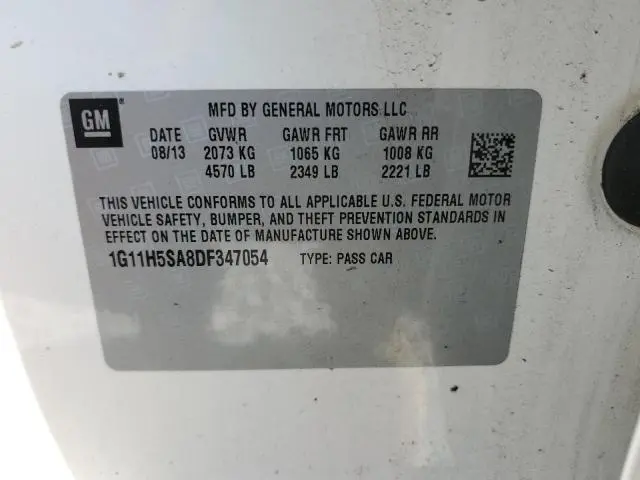 GM
MFD BY GENERAL MOTORS LLC
DATE GVWR GAWR FRT GAWR RR
08/13 2073 KG 1065 KG 1008 KG
4570 LB 2349 LB 2221 LB
THIS VEHICLE CONFORMS TO ALL APPLICABLE U.S. FEDERAL MOTOR
VEHICLE SAFETY, BUMPER, AND THEFT PREVENTION STANDARDS IN
EFFECT ON THE DATE OF MANUFACTURE SHOWN ABOVE.
1G11H5SA8DF347054 TYPE: PASS CAR